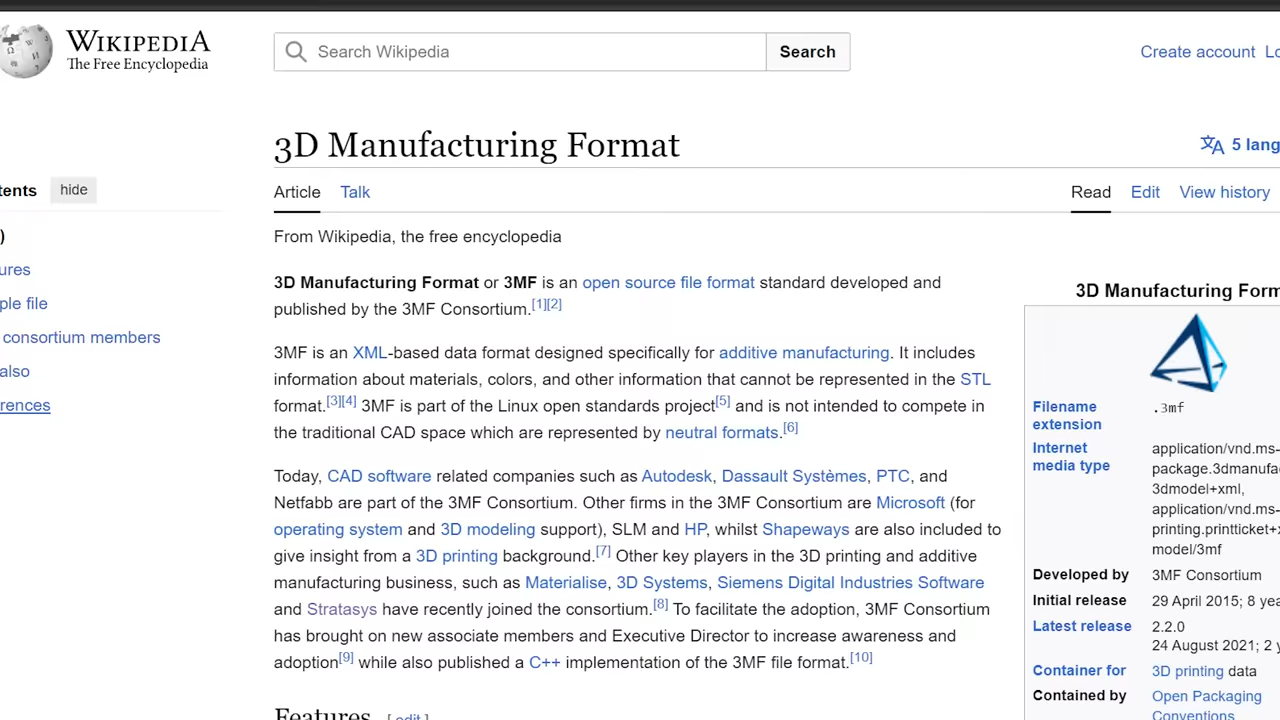 WIKIPEDIA
The Free Encyclopedia
Search Wikipedia
Search
Create account
3D Manufacturing Format
5 lang
tents hide
)
ures
ple file
consortium members
also
rences
Article Talk
Read Edit View history
From Wikipedia, the free encyclopedia
3D Manufacturing Format or 3MF is an open source file format standard developed and
published by the 3MF Consortium.[1][2]
3MF is an XML-based data format designed specifically for additive manufacturing. It includes
information about materials, colors, and other information that cannot be represented in the STL
format.[3][4] 3MF is part of the Linux open standards project[5] and is not intended to compete in
the traditional CAD space which are represented by neutral formats.[6]
Today, CAD software related companies such as Autodesk, Dassault Systèmes, PTC, and
Netfabb are part of the 3MF Consortium. Other firms in the 3MF Consortium are Microsoft (for
operating system and 3D modeling support), SLM and HP, whilst Shapeways are also included to
give insight from a 3D printing background.[7] Other key players in the 3D printing and additive
manufacturing business, such as Materialise, 3D Systems, Siemens Digital Industries Software
and Stratasys have recently joined the consortium.[8] To facilitate the adoption, 3MF Consortium
has brought on new associate members and Executive Director to increase awareness and
adoption[9] while also published a C++ implementation of the 3MF file format.[10]
Features [ edit ]
3D Manufacturing Form
Filename extension .3mf
Internet media type application/vnd.ms-
package.3dmanufa
3dmodel+xml,
application/vnd.ms-
printing.printticket+x
model/3mf
Developed by 3MF Consortium
Initial release 29 April 2015; 8 yea
Latest release 2.2.0
24 August 2021; 2 y
Container for 3D printing data
Contained by Open Packaging
Conventions